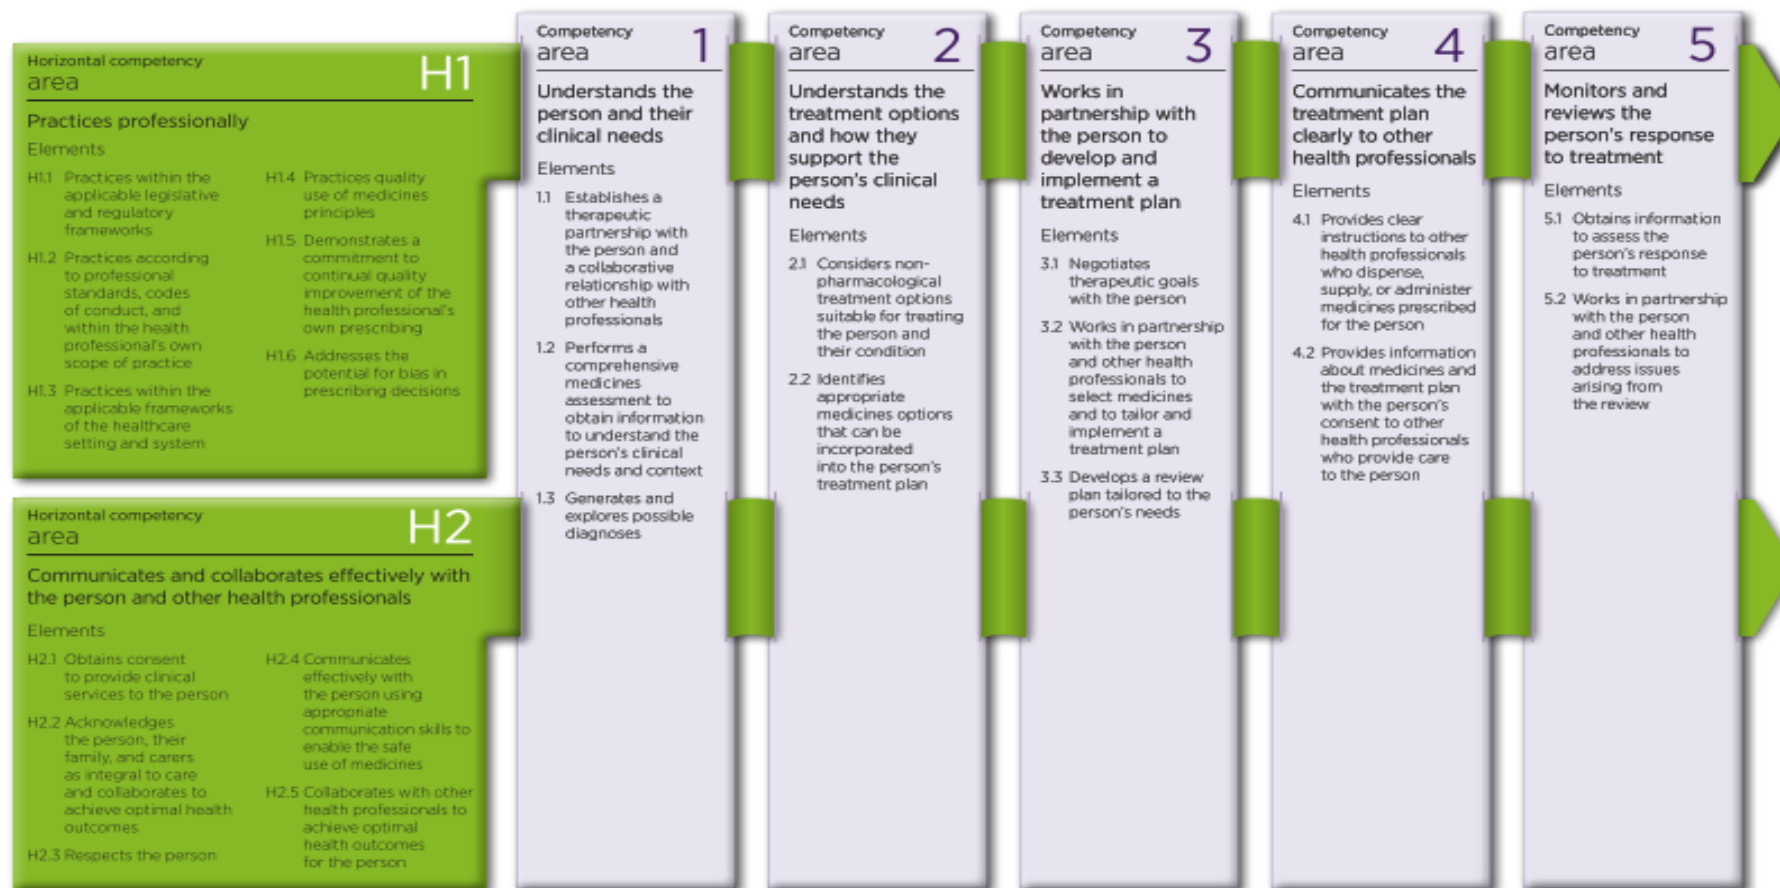 Horizontal competency
area
H1
Practices professionally
Elements
H1.1 Practices within the
applicable legislative
and regulatory
frameworks
H1.2 Practices according
to professional
standards, codes
of conduct, and
within the health
professional's own
scope of practice
H1.3 Practices within the
applicable frameworks
of the healthcare
setting and system
H1.4 Practices quality
use of medicines
principles
H1.5 Demonstrates a
commitment to
continual quality
improvement of the
health professional's
own prescribing
H1.6 Addresses the
potential for bias in
prescribing decisions
Horizontal competency
area
H2
Communicates and collaborates effectively with
the person and other health professionals
Elements
H2.1 Obtains consent
to provide clinical
services to the person
H2.2 Acknowledges
the person, their
family, and carers
as integral to care
and collaborates to
achieve optimal health
outcomes
H2.3 Respects the person
H2.4 Communicates
effectively with
the person using
appropriate
communication skills to
enable the safe
use of medicines
H2.5 Collaborates with other
health professionals to
achieve optimal
health outcomes
for the person
Competency
area
1
Understands the
person and their
clinical needs
Elements
1.1 Establishes a
therapeutic
partnership with
the person and
a collaborative
relationship with
other health
professionals
1.2 Performs a
comprehensive
medicines
assessment to
obtain information
to understand the
person's clinical
needs and context
1.3 Generates and
explores possible
diagnoses
Competency
area
2
Understands the
treatment options
and how they
support the
person's clinical
needs
Elements
2.1 Considers non-
pharmacological
treatment options
suitable for treating
the person and
their condition
2.2 Identifies
appropriate
medicines options
that can be
incorporated
into the person's
treatment plan
Competency
area
3
Works in
partnership with
the person to
develop and
implement a
treatment plan
Elements
3.1 Negotiates
therapeutic goals
with the person
3.2 Works in partnership
with the person
and other health
professionals to
select medicines
and to tailor and
implement a
treatment plan
3.3 Develops a review
plan tailored to the
person's needs
Competency
area
4
Communicates the
treatment plan
clearly to other
health professionals
Elements
4.1 Provides clear
instructions to other
health professionals
who dispense,
supply, or administer
medicines prescribed
for the person
4.2 Provides information
about medicines and
the treatment plan
with the person's
consent to other
health professionals
who provide care
to the person
Competency
area
5
Monitors and
reviews the
person's response
to treatment
Elements
5.1 Obtains information
to assess the
person's response
to treatment
5.2 Works in partnership
with the person
and other health
professionals to
address issues
arising from
the review